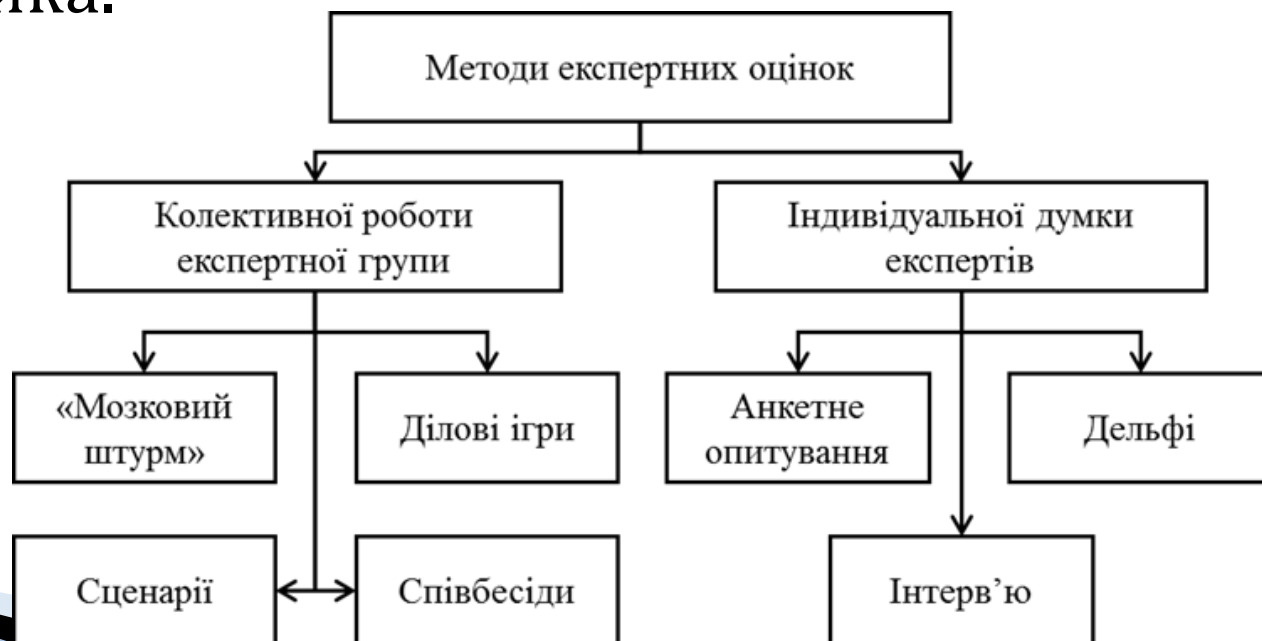 Методи експертних оцінок
Колективної роботи
експертної групи
Індивідуальної думки
експертів
«Мозковий
штурм»
Ділові ігри
Анкетне
опитування
Дельфі
Сценарії
Співбесіди
Інтерв’ю